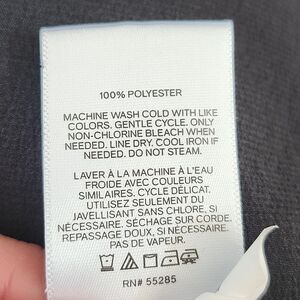 100% POLYESTER
MACHINE WASH COLD WITH LIKE
COLORS. GENTLE CYCLE. ONLY
NON-CHLORINE BLEACH WHEN
NEEDED. LINE DRY. COOL IRON IF
NEEDED. DO NOT STEAM.
LAVER À LA MACHINE À L'EAU
FROIDE AVEC COULEURS
SIMILAIRES. CYCLE DÉLICAT.
UTILISEZ SEULEMENT DU
JAVELLISANT SANS CHLORE, SI
NÉCESSAIRE. SÉCHAGE SUR CORDE.
REPASSAGE DOUX, SI NÉCESSAIRE.
PAS DE VAPEUR.
RN# 55285